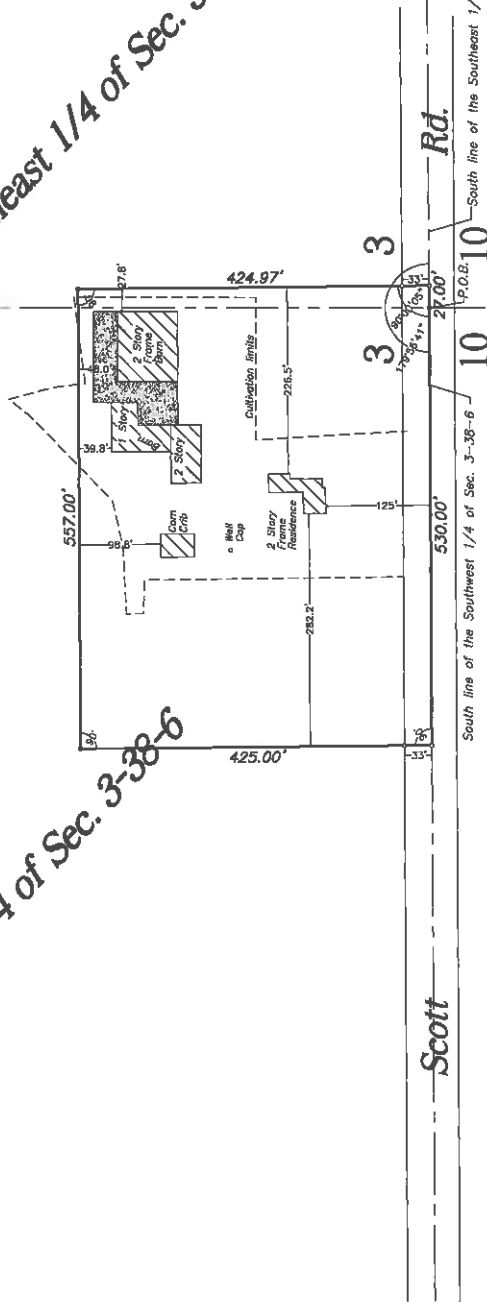 east 1/4 of Sec. 3
4 of Sec. 3-38-6
557.00'
424.97'
425.00'
530.00'
27.00'
90°
90°
33'
33'
27.8'
39.8'
98.8'
2 Story
Frame
Barn
1 Story
Barn
2 Story
Corn
Crib
Well
Cap
2 Story
Frame
Residence
Cultivation limits
226.5'
282.2'
125'
3
3
10
10
P.O.B.
Scott
Rd.
South line of the Southwest 1/4 of Sec. 3-38-6
South line of the Southeast 1/